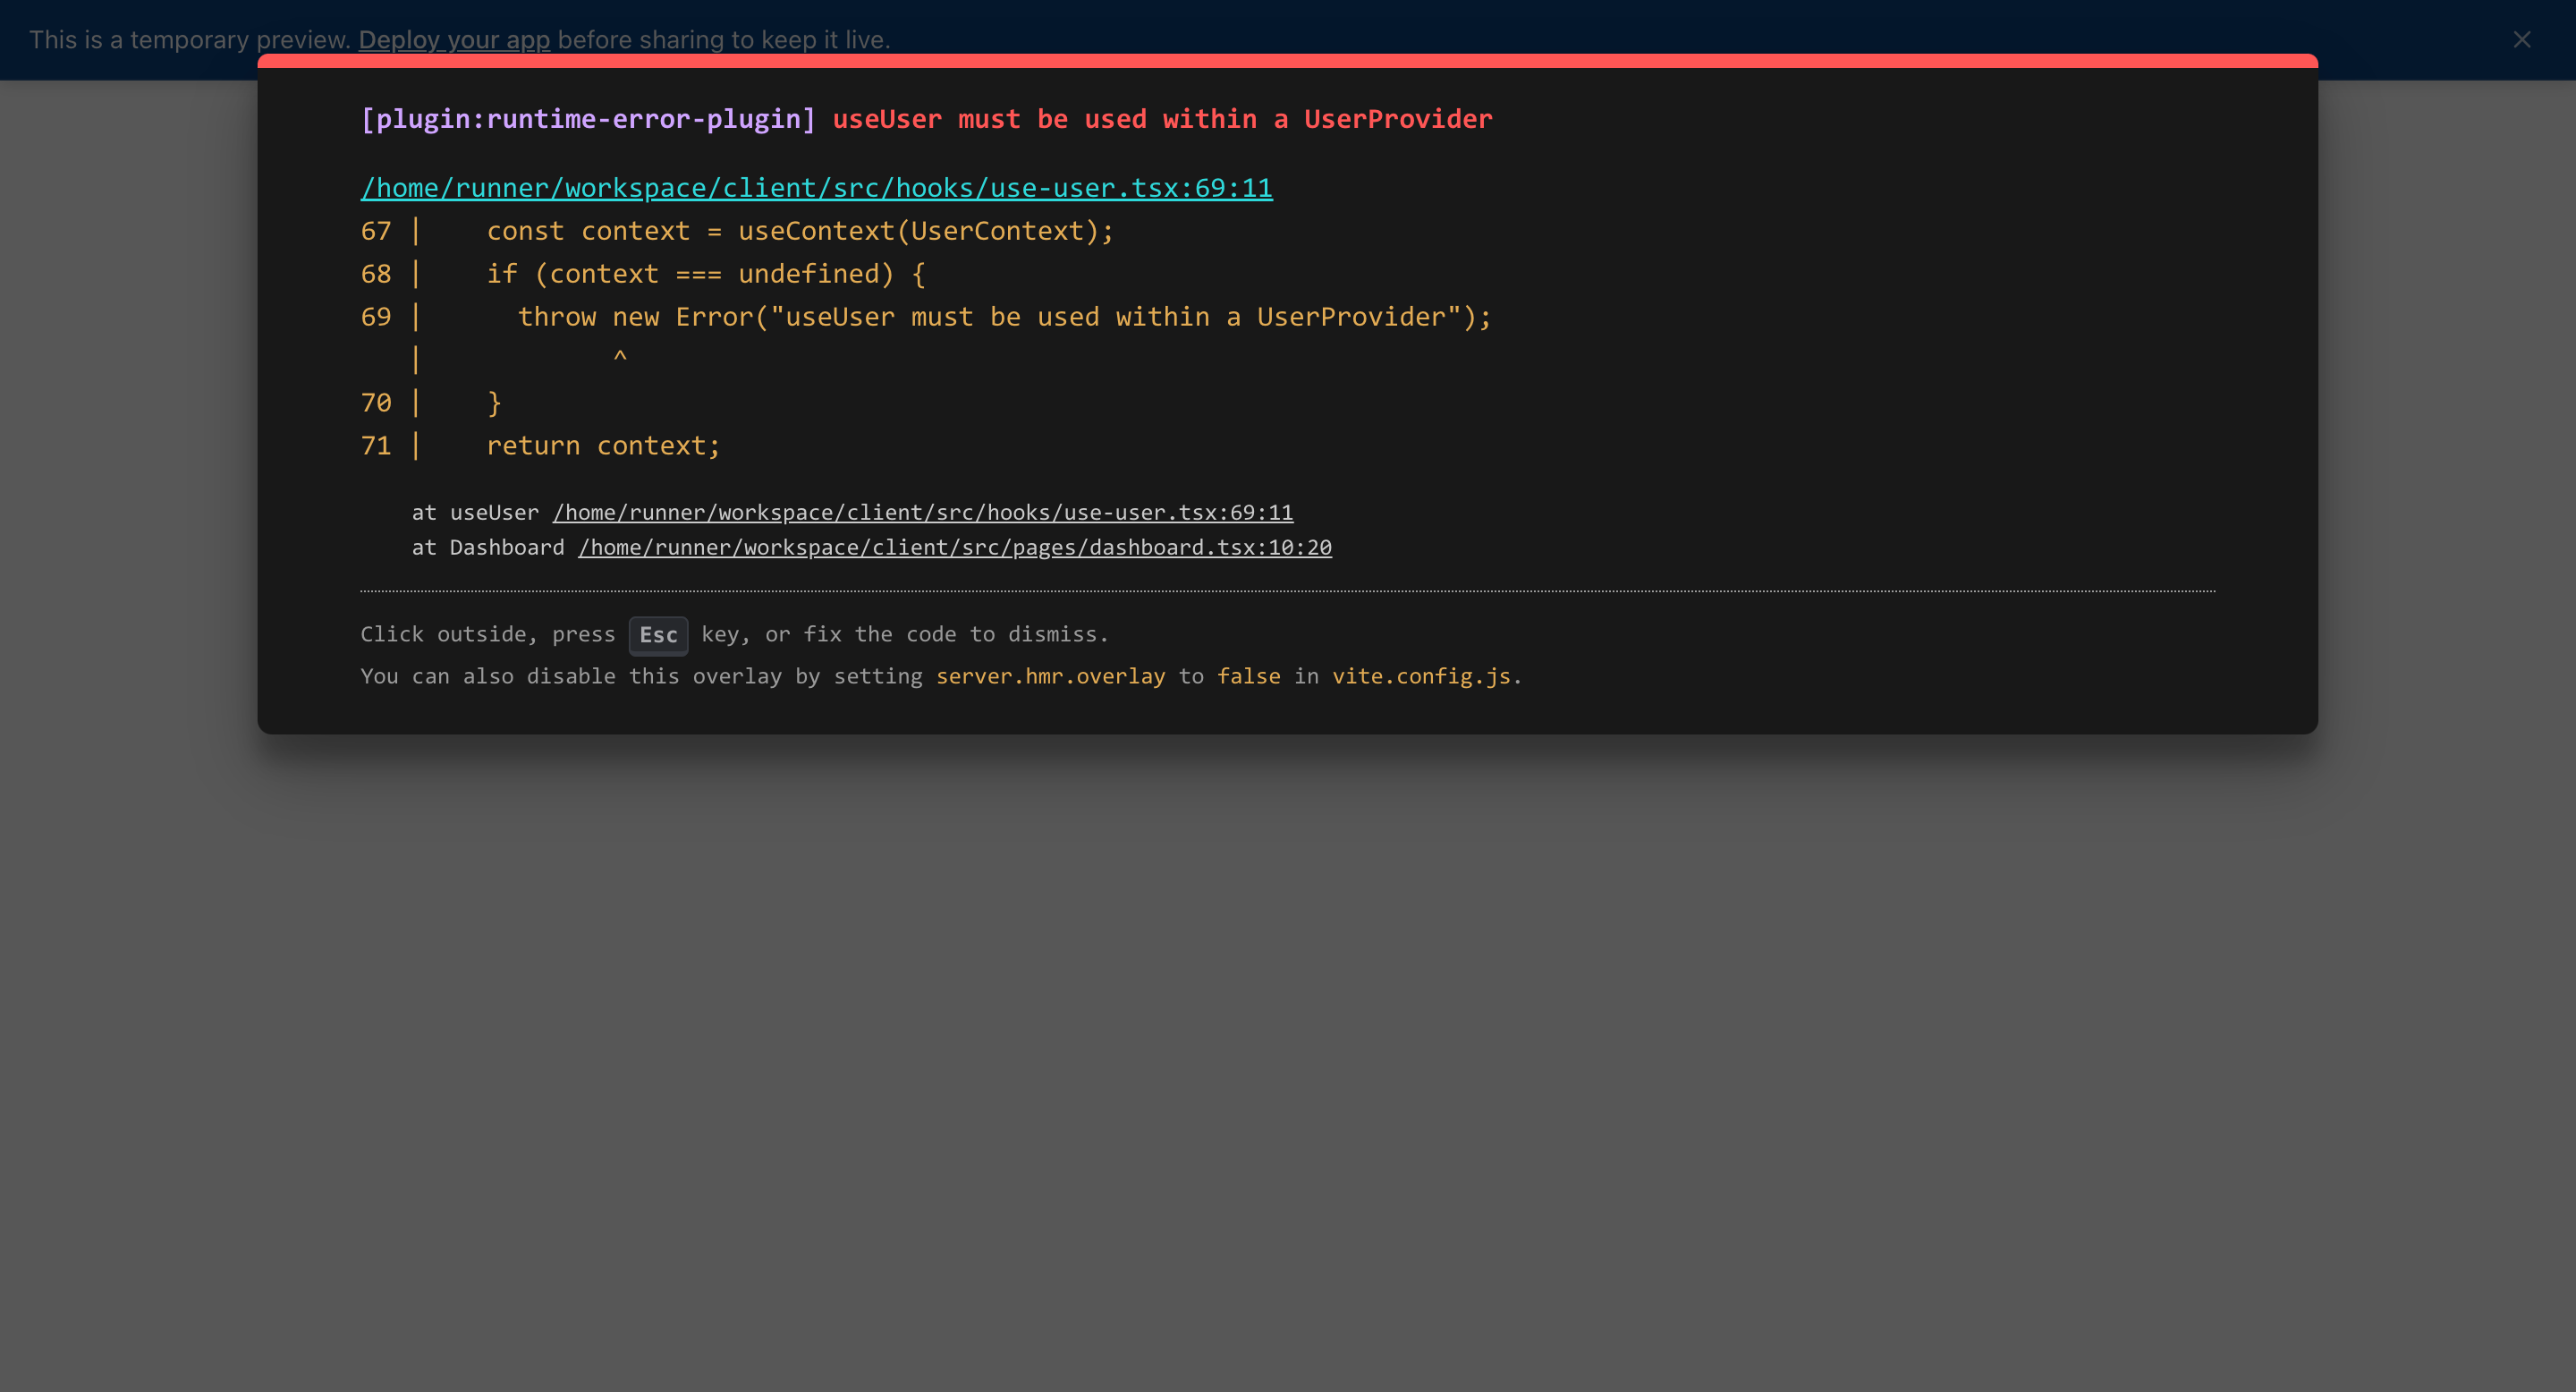 This is a temporary preview. Deploy your app before sharing to keep it live.
[plugin:runtime-error-plugin] useUser must be used within a UserProvider
/home/runner/workspace/client/src/hooks/use-user.tsx:69:11
67 |    const context = useContext(UserContext);
68 |    if (context === undefined) {
69 |      throw new Error("useUser must be used within a UserProvider");
   |            ^
70 |    }
71 |    return context;
at useUser /home/runner/workspace/client/src/hooks/use-user.tsx:69:11
at Dashboard /home/runner/workspace/client/src/pages/dashboard.tsx:10:20
Click outside, press Esc key, or fix the code to dismiss.
You can also disable this overlay by setting server.hmr.overlay to false in vite.config.js.